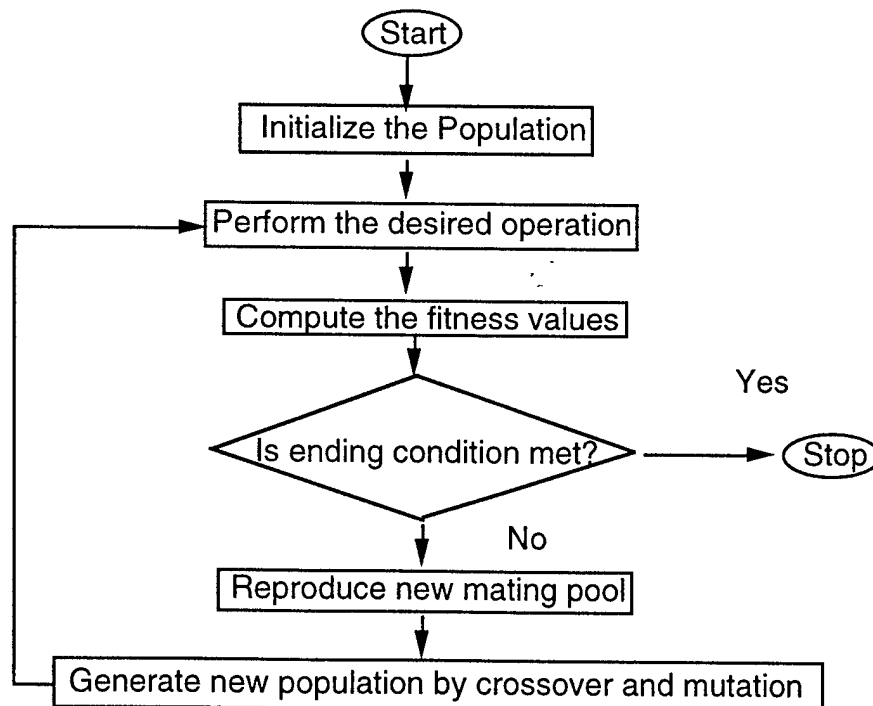 Start
Initialize the Population
Perform the desired operation
Compute the fitness values
Yes
Is ending condition met?
Stop
No
Reproduce new mating pool
Generate new population by crossover and mutation